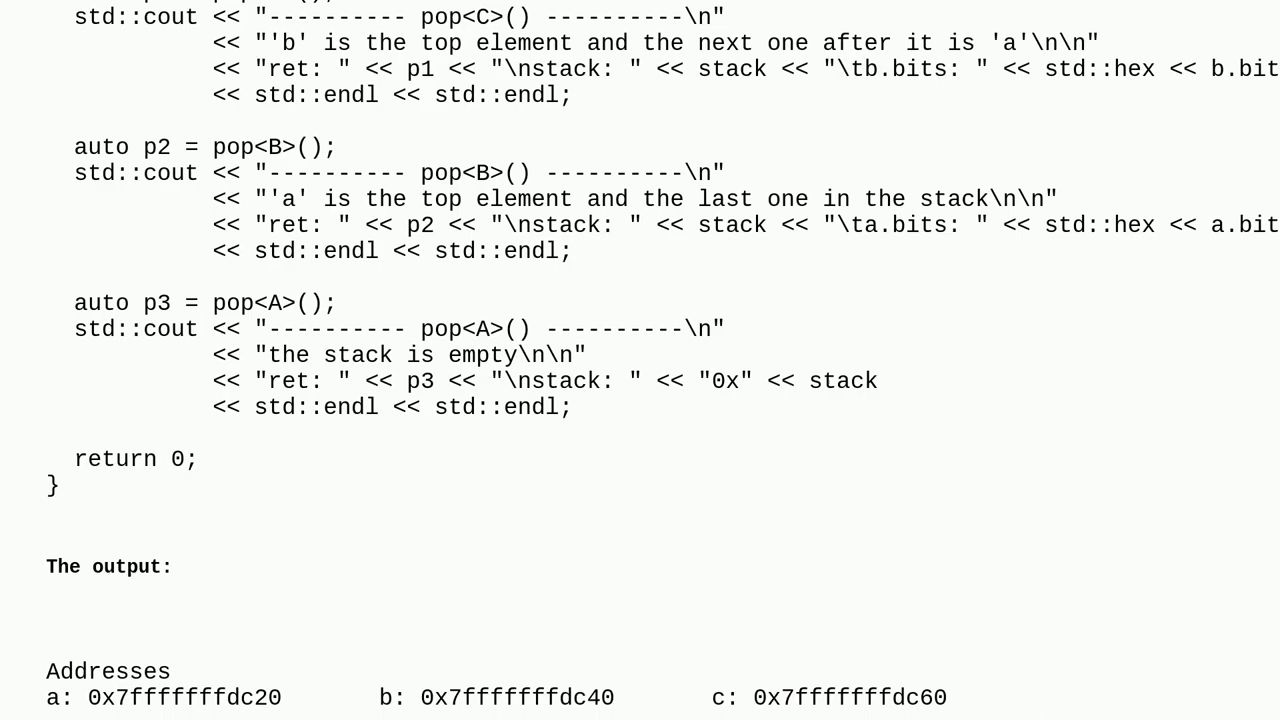 std::cout << "---------- pop<C>() ----------\n"
<< "'b' is the top element and the next one after it is 'a'\n\n"
<< "ret: " << p1 << "\nstack: " << stack << "\tb.bits: " << std::hex << b.bit
<< std::endl << std::endl;
auto p2 = pop<B>();
std::cout << "---------- pop<B>() ----------\n"
<< "'a' is the top element and the last one in the stack\n\n"
<< "ret: " << p2 << "\nstack: " << stack << "\ta.bits: " << std::hex << a.bit
<< std::endl << std::endl;
auto p3 = pop<A>();
std::cout << "---------- pop<A>() ----------\n"
<< "the stack is empty\n\n"
<< "ret: " << p3 << "\nstack: " << "0x" << stack
<< std::endl << std::endl;
return 0;
}
The output:
Addresses
a: 0x7fffffffdc20 b: 0x7fffffffdc40 c: 0x7fffffffdc60